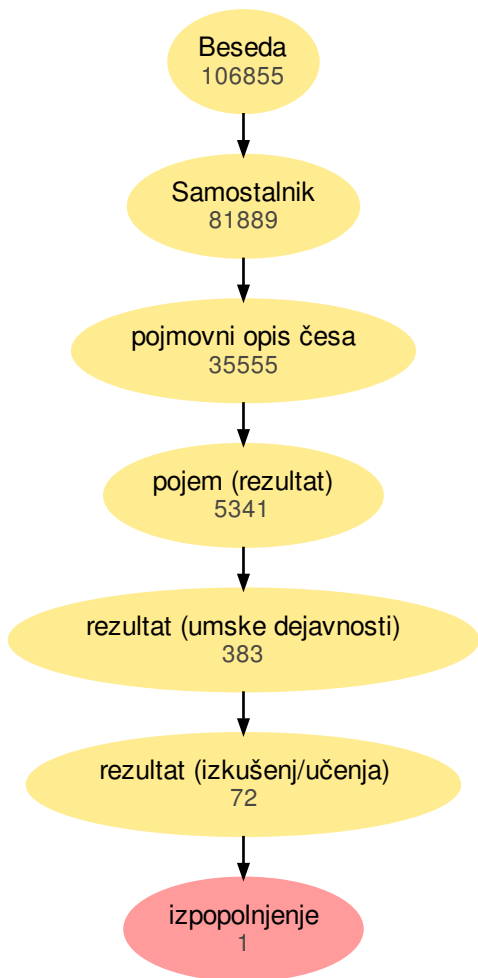 Beseda
106855
Samostalnik
81889
pojmovni opis česa
35555
pojem (rezultat)
5341
rezultat (umske dejavnosti)
383
rezultat (izkušenj/učenja)
72
izpopolnjenje
1